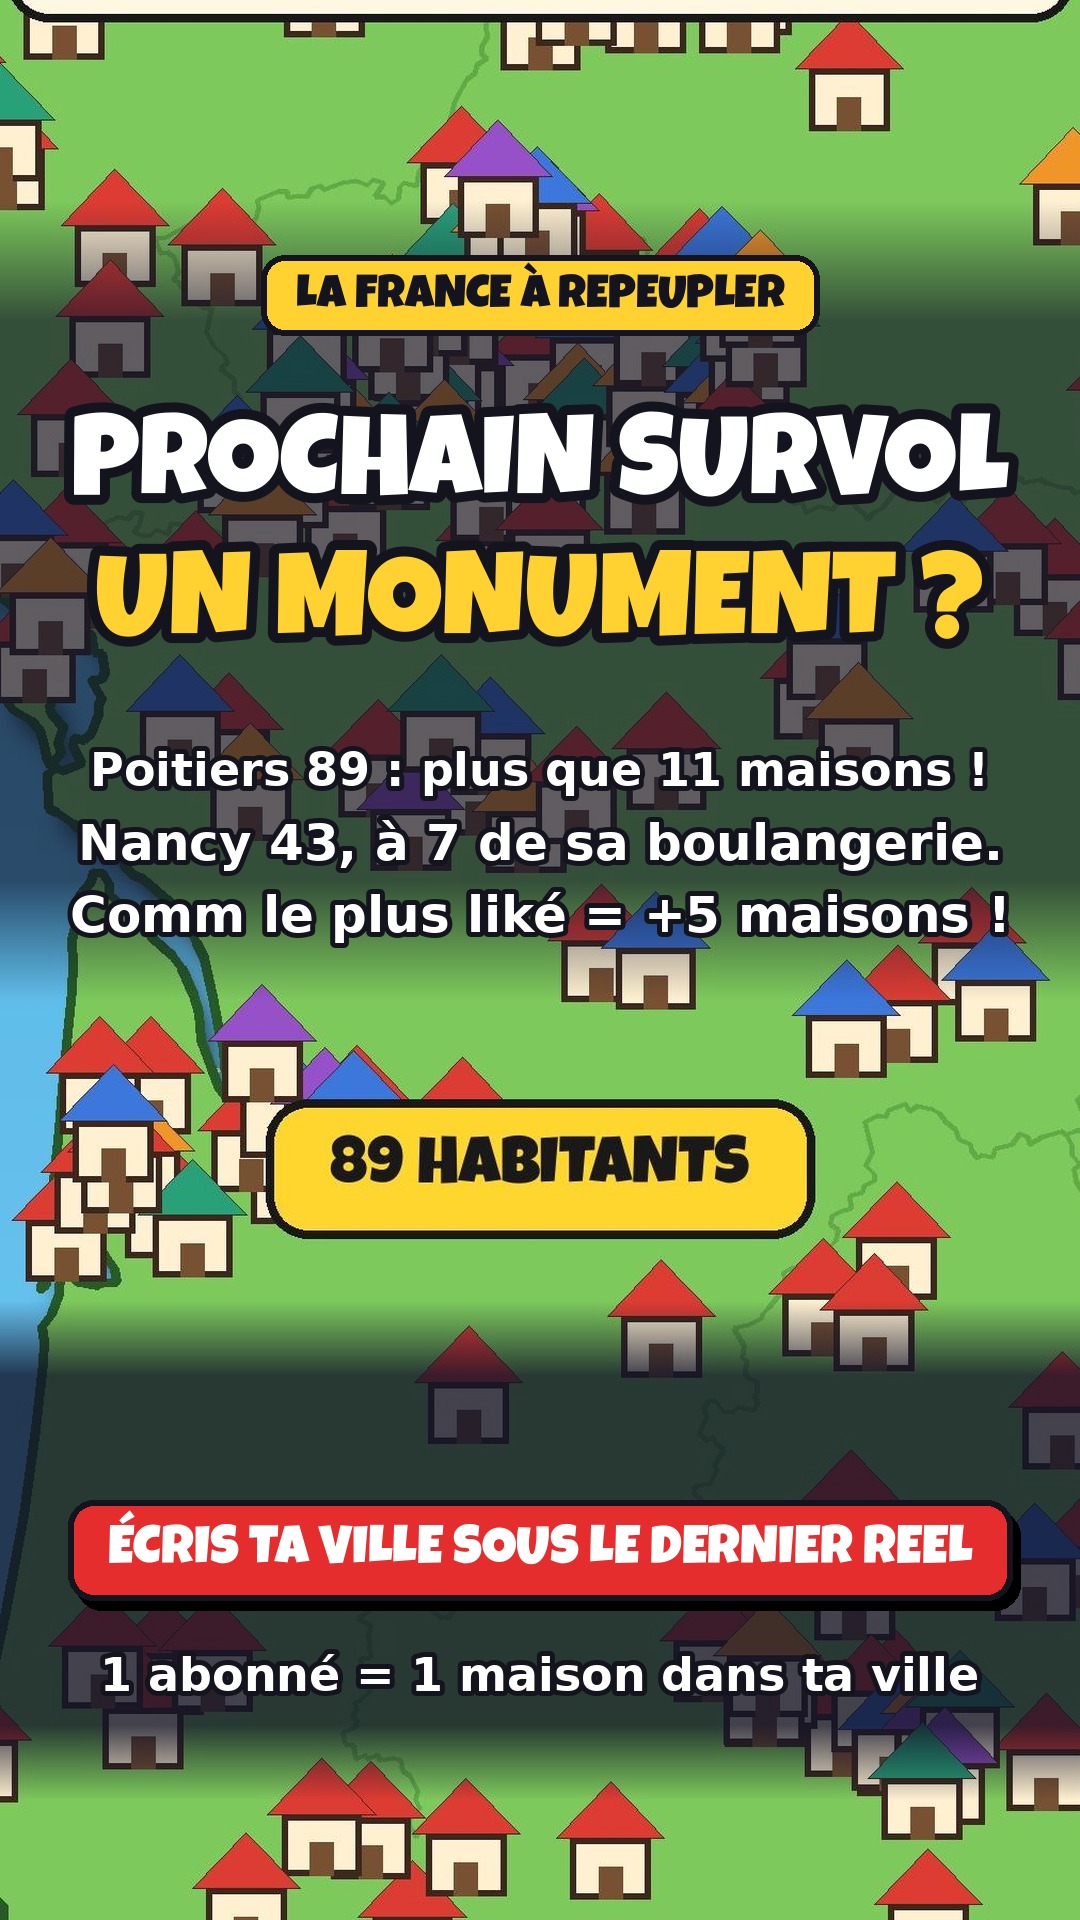 LA FRANCE À REPEUPLER
PROCHAIN SURVOL
UN MONUMENT ?
Poitiers 89 : plus que 11 maisons !
Nancy 43, à 7 de sa boulangerie.
Comm le plus liké = +5 maisons !
89 HABITANTS
ÉCRIS TA VILLE SOUS LE DERNIER REEL
1 abonné = 1 maison dans ta ville